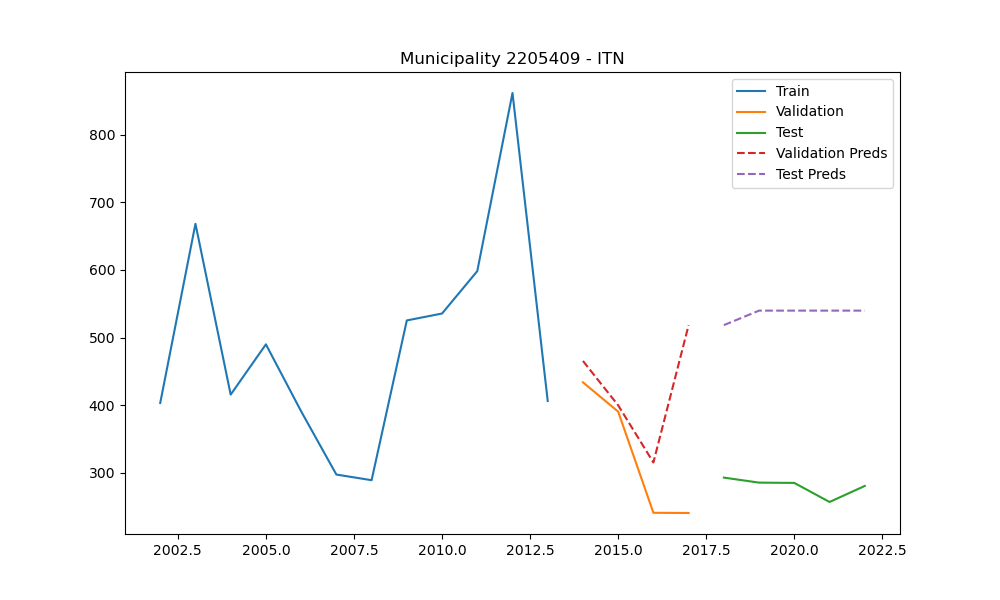 Municipality 2205409 - ITN
Train
Validation
Test
Validation Preds
Test Preds
800
700
600
500
400
300
2002.5 2005.0 2007.5 2010.0 2012.5 2015.0 2017.5 2020.0 2022.5